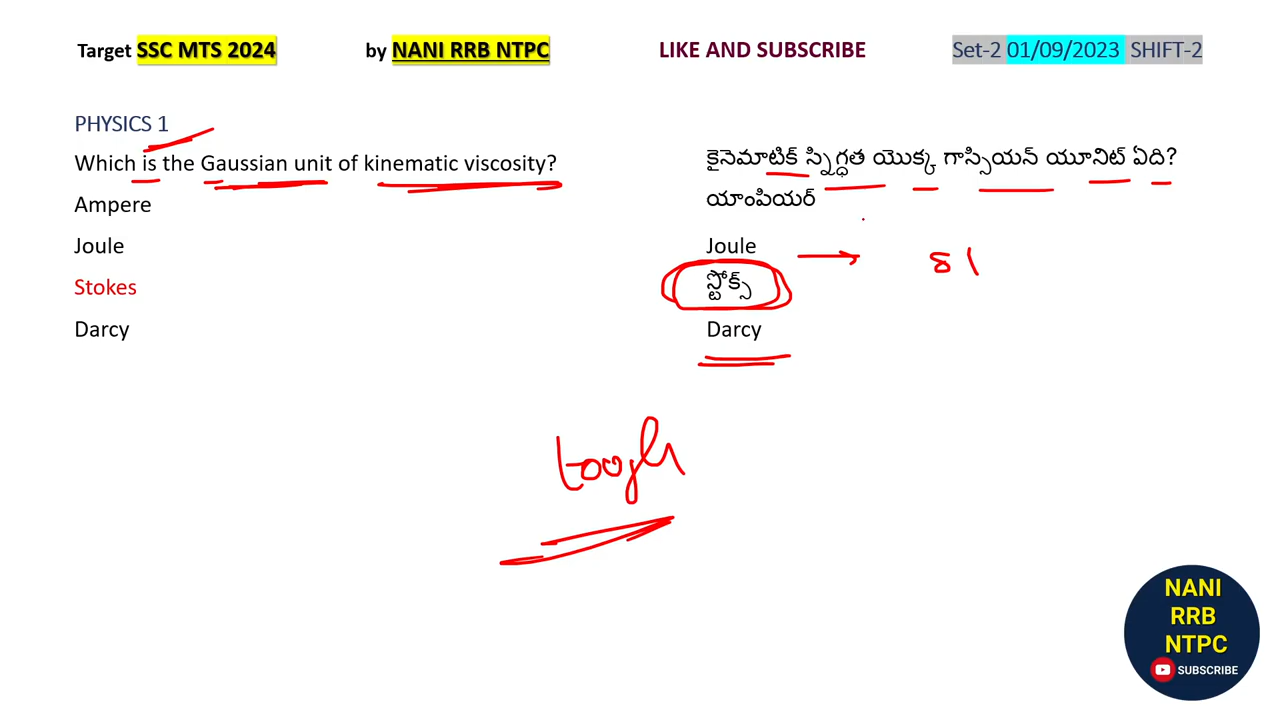 Target SSC MTS 2024 by NANI RRB NTPC LIKE AND SUBSCRIBE Set-2 01/09/2023 SHIFT-2
PHYSICS 1
Which is the Gaussian unit of kinematic viscosity?
Ampere
Joule
Stokes
Darcy
కైనెమాటిక్ స్నిగ్ధత యొక్క గాస్సియన్ యూనిట్ ఏది?
యాంపియర్
Joule
స్టోక్స్
Darcy
tough
NANI
RRB
NTPC
SUBSCRIBE